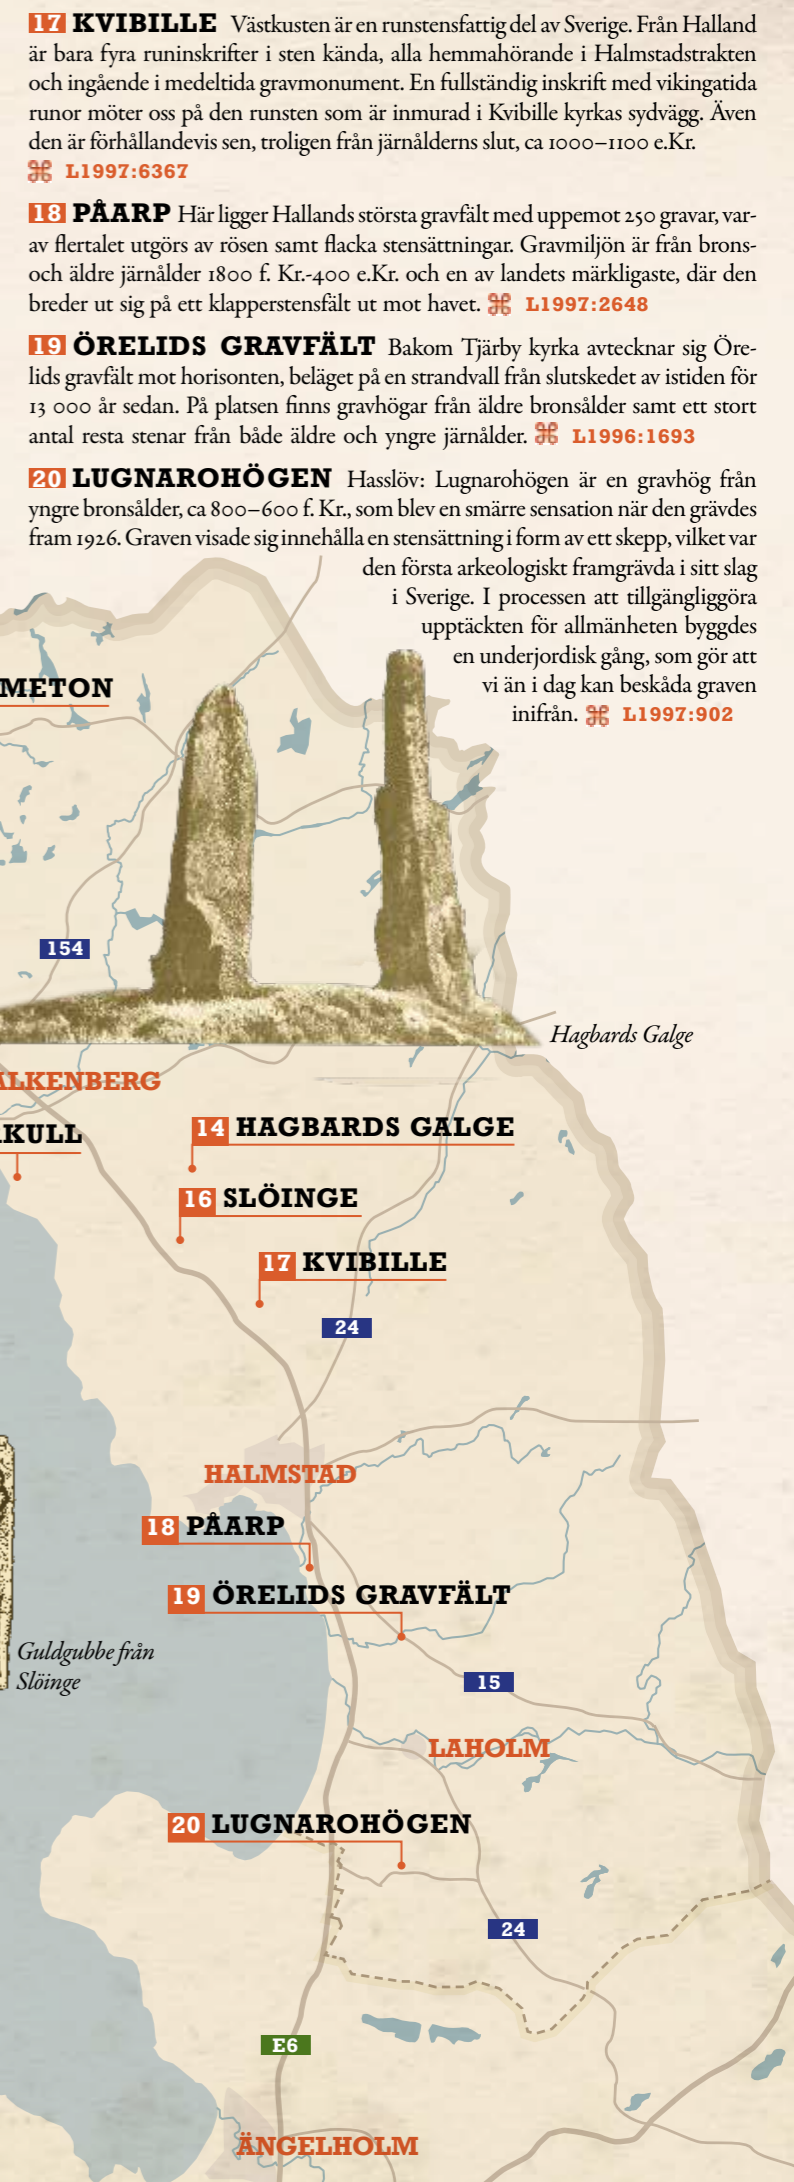 17 KVIBILLE Västkusten är en runstensfattig del av Sverige. Från Halland
är bara fyra runinskrifter i sten kända, alla hemmahörande i Halmstadstrakten
och ingående i medeltida gravmonument. En fullständig inskrift med vikingatida
runor möter oss på den runsten som är inmurad i Kvibille kyrkas sydvägg. Även
den är förhållandevis sen, troligen från järnålderns slut, ca 1000–1100 e.Kr.
⌘ L1997:6367
18 PÅARP Här ligger Hallands största gravfält med uppemot 250 gravar, var-
av flertalet utgörs av rösen samt flacka stensättningar. Gravmiljön är från brons-
och äldre järnålder 1800 f. Kr.-400 e.Kr. och en av landets märkligaste, där den
breder ut sig på ett klapperstensfält ut mot havet. ⌘ L1997:2648
19 ÖRELIDS GRAVFÄLT Bakom Tjärby kyrka avtecknar sig Öre-
lids gravfält mot horisonten, beläget på en strandvall från slutskedet av istiden för
13 000 år sedan. På platsen finns gravhögar från äldre bronsålder samt ett stort
antal resta stenar från både äldre och yngre järnålder. ⌘ L1996:1693
20 LUGNAROHÖGEN Hasslöv: Lugnarohögen är en gravhög från
yngre bronsålder, ca 800–600 f. Kr., som blev en smärre sensation när den grävdes
fram 1926. Graven visade sig innehålla en stensättning i form av ett skepp, vilket var
den första arkeologiskt framgrävda i sitt slag
i Sverige. I processen att tillgängliggöra
upptäckten för allmänheten byggdes
en underjordisk gång, som gör att
vi än i dag kan beskåda graven
inifrån. ⌘ L1997:902
METON
154
Hagbards Galge
ALKENBERG
KULL
14 HAGBARDS GALGE
16 SLÖINGE
17 KVIBILLE
24
HALMSTAD
18 PÅARP
19 ÖRELIDS GRAVFÄLT
Guldgubbe från
Slöinge
15
LAHOLM
20 LUGNAROHÖGEN
24
E6
ÄNGELHOLM